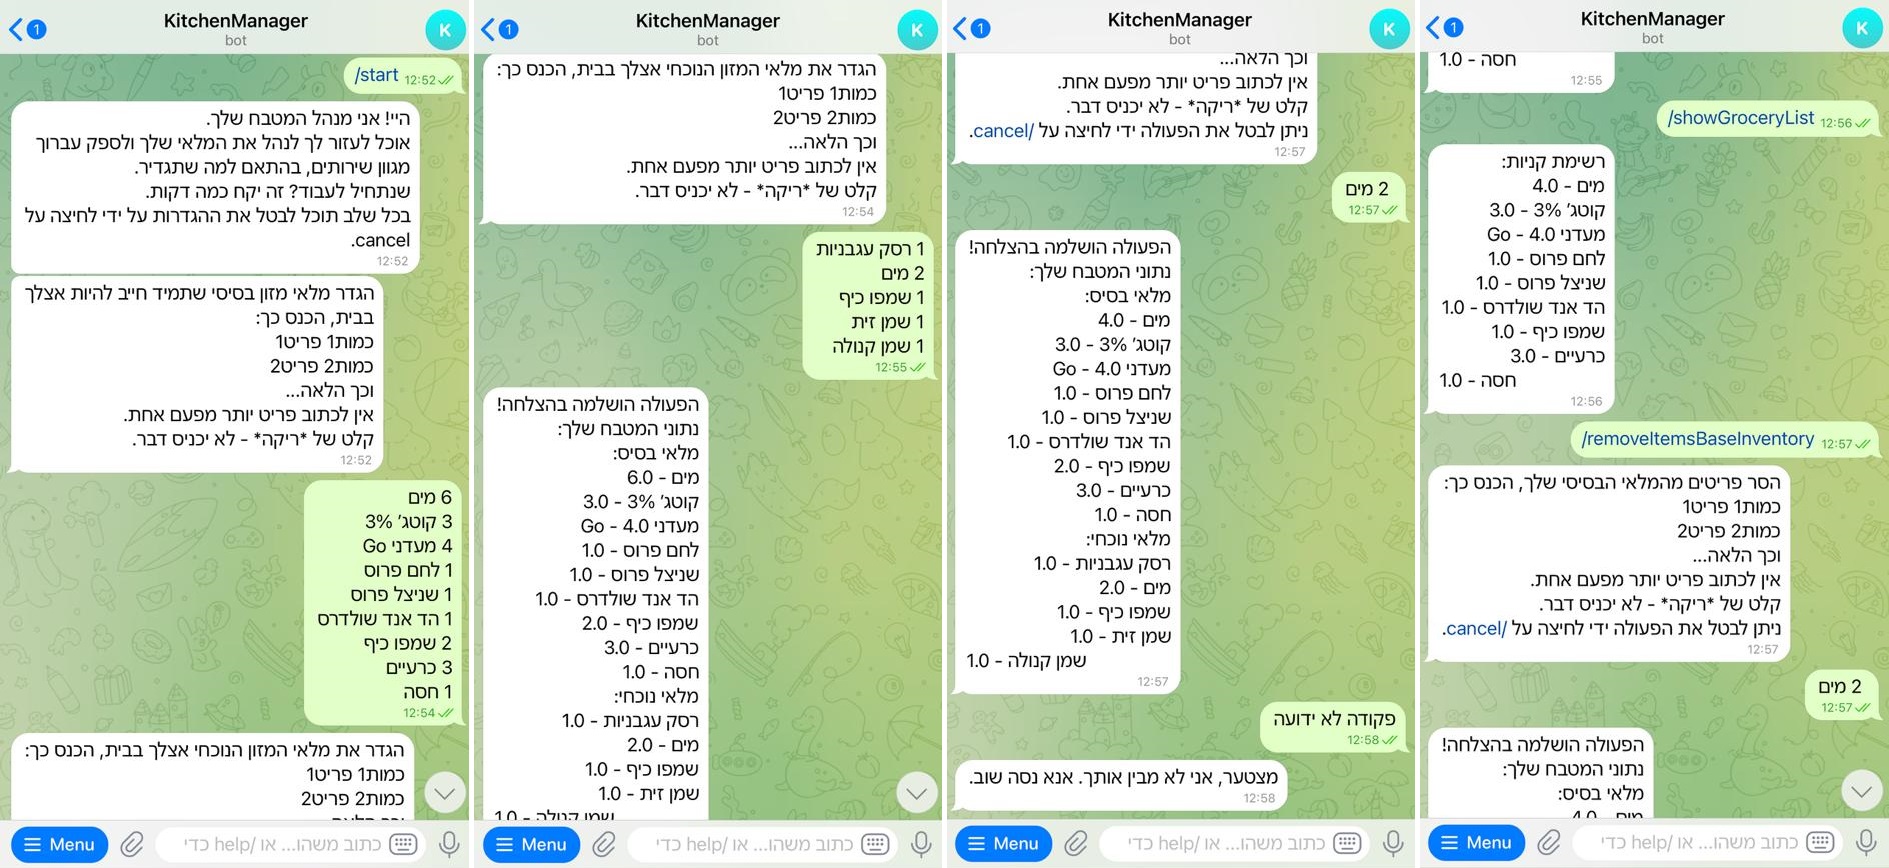 1
KitchenManager
bot
K
/start 12:52
היי! אני מנהל המטבח שלך.
אוכל לעזור לך לנהל את המלאי שלך ולספק עברוך
מגוון שירותים, בהתאם למה שתגדיר.
שנתחיל לעבוד? זה יקח כמה דקות.
בכל שלב תוכל לבטל את ההגדרות על ידי לחיצה על
cancel.
12:52
הגדר מלאי מזון בסיסי שתמיד חייב להיות אצלך
בבית, הכנס כך:
כמות1 פריט1
כמות2 פריט2
וכך הלאה...
אין לכתוב פריט יותר מפעם אחת.
קלט של *ריקה* - לא יכניס דבר.
12:52
6 מים
3 קוטג' 3%
4 מעדני Go
1 לחם פרוס
1 שניצל פרוס
1 הד אנד שולדרס
2 שמפו כיף
3 כרעיים
1 חסה
12:54
הגדר את מלאי המזון הנוכחי אצלך בבית, הכנס כך:
כמות1 פריט1
כמות2 פריט2
Menu
כתוב משהו... או /help כדי
1
KitchenManager
bot
K
הגדר את מלאי המזון הנוכחי אצלך בבית, הכנס כך:
כמות1 פריט1
כמות2 פריט2
וכך הלאה...
אין לכתוב פריט יותר מפעם אחת.
קלט של *ריקה* - לא יכניס דבר.
12:54
1 רסק עגבניות
2 מים
1 שמפו כיף
1 שמן זית
1 שמן קנולה
12:55
הפעולה הושלמה בהצלחה!
נתוני המטבח שלך:
מלאי בסיס:
מים - 6.0
קוטג' 3% - 3.0
מעדני Go - 4.0
לחם פרוס - 1.0
שניצל פרוס - 1.0
הד אנד שולדרס - 1.0
שמפו כיף - 2.0
כרעיים - 3.0
חסה - 1.0
מלאי נוכחי:
רסק עגבניות - 1.0
מים - 2.0
שמפו כיף - 1.0
שמן זית - 1.0
שמן קנולה - 1.0
Menu
כתוב משהו... או /help כדי
1
KitchenManager
bot
K
וכך הלאה...
אין לכתוב פריט יותר מפעם אחת.
קלט של *ריקה* - לא יכניס דבר.
ניתן לבטל את הפעולה ידי לחיצה על /cancel.
12:57
2 מים
12:57
הפעולה הושלמה בהצלחה!
נתוני המטבח שלך:
מלאי בסיס:
מים - 4.0
קוטג' 3% - 3.0
מעדני Go - 4.0
לחם פרוס - 1.0
שניצל פרוס - 1.0
הד אנד שולדרס - 1.0
שמפו כיף - 2.0
כרעיים - 3.0
חסה - 1.0
מלאי נוכחי:
רסק עגבניות - 1.0
מים - 2.0
שמפו כיף - 1.0
שמן זית - 1.0
שמן קנולה - 1.0
12:57
פקודה לא ידועה
12:58
מצטער, אני לא מבין אותך. אנא נסה שוב.
12:58
Menu
כתוב משהו... או /help כדי
1
KitchenManager
bot
K
חסה - 1.0
12:55
/showGroceryList 12:56
רשימת קניות:
מים - 4.0
קוטג' 3% - 3.0
מעדני Go - 4.0
לחם פרוס - 1.0
שניצל פרוס - 1.0
הד אנד שולדרס - 1.0
שמפו כיף - 1.0
כרעיים - 3.0
חסה - 1.0
12:56
/removeItemsBaseInventory 12:57
הסר פריטים מהמלאי הבסיסי שלך, הכנס כך:
כמות1 פריט1
כמות2 פריט2
וכך הלאה...
אין לכתוב פריט יותר מפעם אחת.
קלט של *ריקה* - לא יכניס דבר.
ניתן לבטל את הפעולה ידי לחיצה על /cancel.
12:57
2 מים
12:57
הפעולה הושלמה בהצלחה!
נתוני המטבח שלך:
מלאי בסיס:
מים - 4.0
Menu
כתוב משהו... או /help כדי